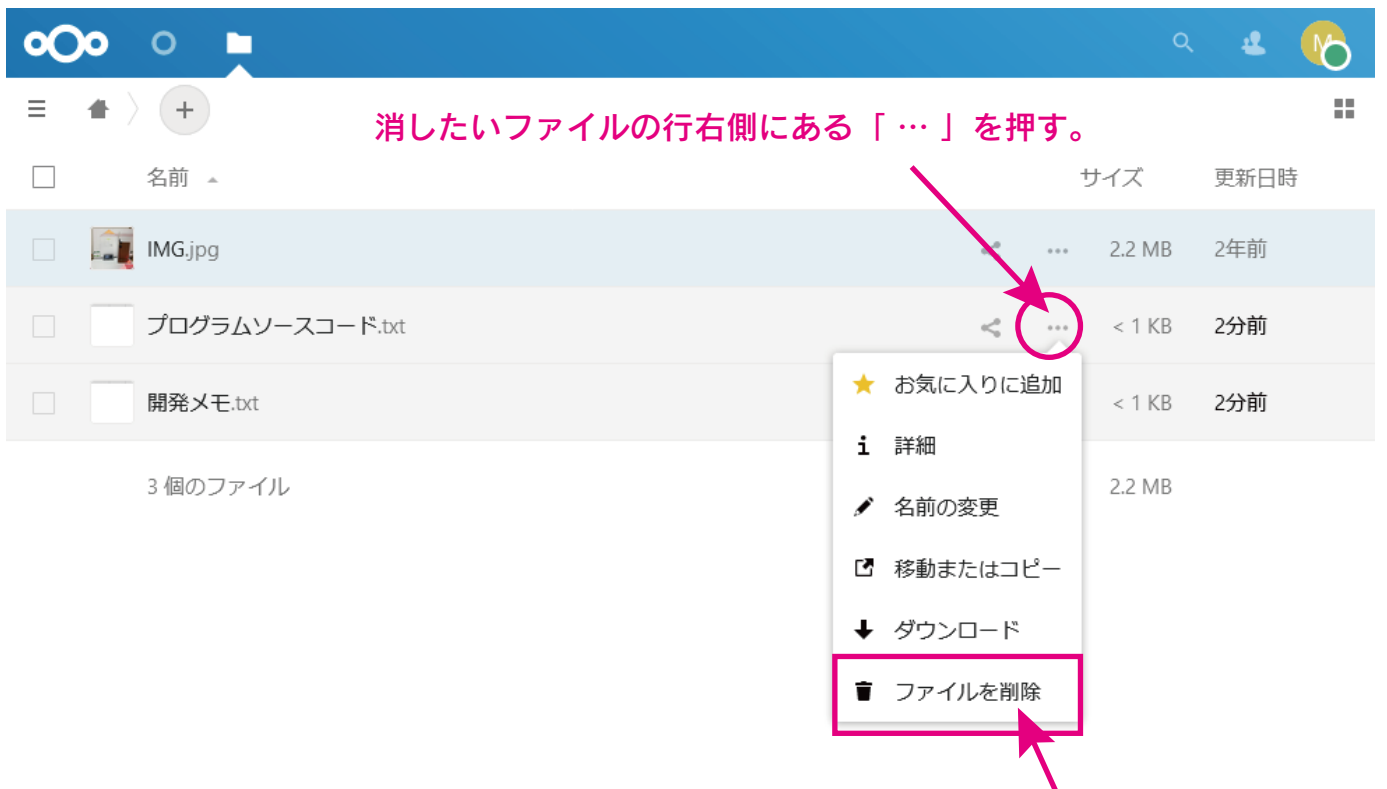 M
消したいファイルの行右側にある「 … 」を押す。
名前 サイズ 更新日時
IMG.jpg ... 2.2 MB 2年前
プログラムソースコード.txt ... < 1 KB 2分前
開発メモ.txt < 1 KB 2分前
3 個のファイル 2.2 MB
お気に入りに追加
詳細
名前の変更
移動またはコピー
ダウンロード
ファイルを削除